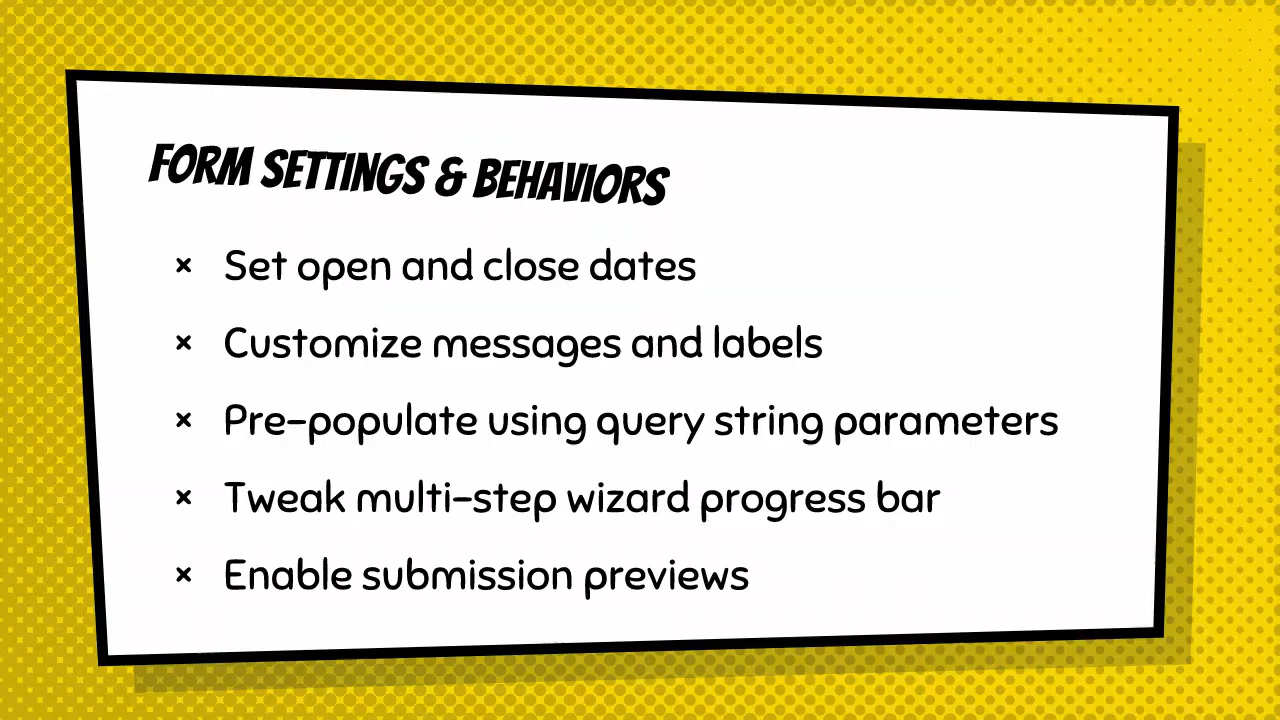 FORM SETTINGS & BEHAVIORS
× Set open and close dates
× Customize messages and labels
× Pre-populate using query string parameters
× Tweak multi-step wizard progress bar
× Enable submission previews